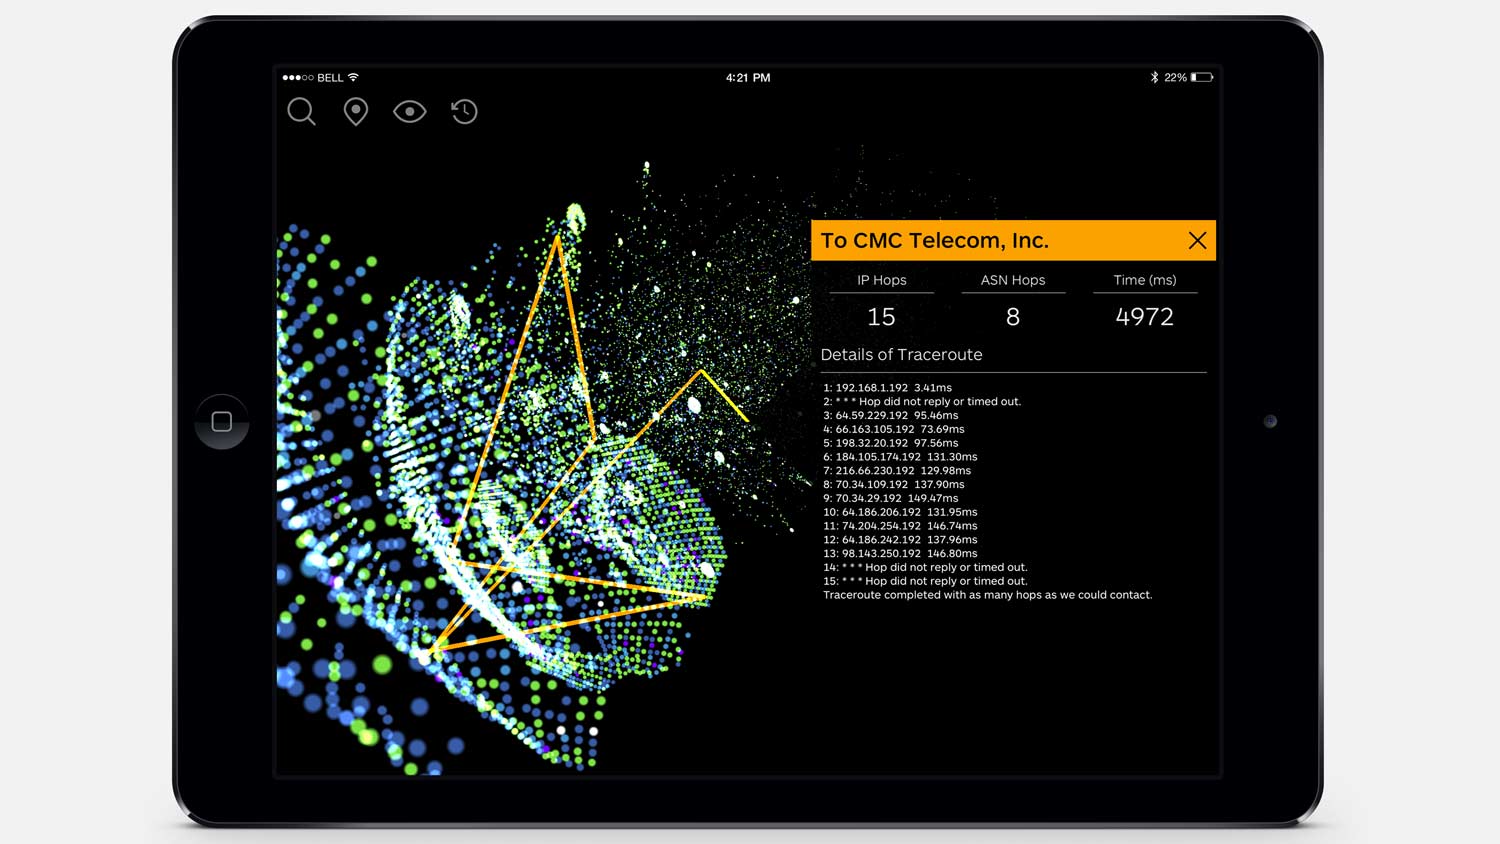 BELL 4:21 PM 22%
To CMC Telecom, Inc.
IP Hops ASN Hops Time (ms)
15 8 4972
Details of Traceroute
1: 192.168.1.192 3.41ms
2: * * * Hop did not reply or timed out.
3: 64.59.229.192 95.46ms
4: 66.163.105.192 73.69ms
5: 198.32.20.192 97.56ms
6: 184.105.174.192 131.30ms
7: 216.66.230.192 129.98ms
8: 70.34.109.192 137.90ms
9: 70.34.29.192 149.47ms
10: 64.186.206.192 131.95ms
11: 74.204.254.192 146.74ms
12: 64.186.242.192 137.96ms
13: 98.143.250.192 146.80ms
14: * * * Hop did not reply or timed out.
15: * * * Hop did not reply or timed out.
Traceroute completed with as many hops as we could contact.